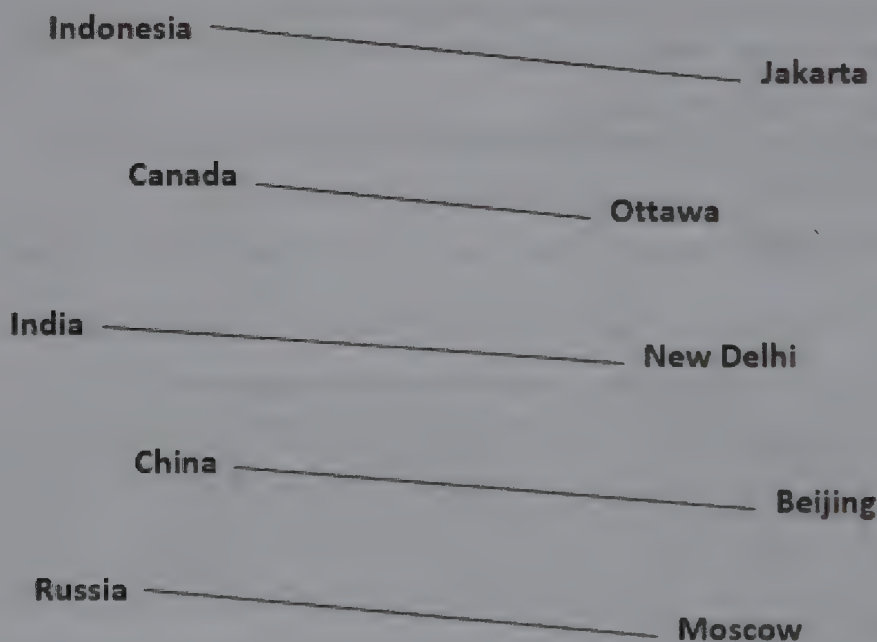 Indonesia
Jakarta
Canada
Ottawa
India
New Delhi
China
Beijing
Russia
Moscow